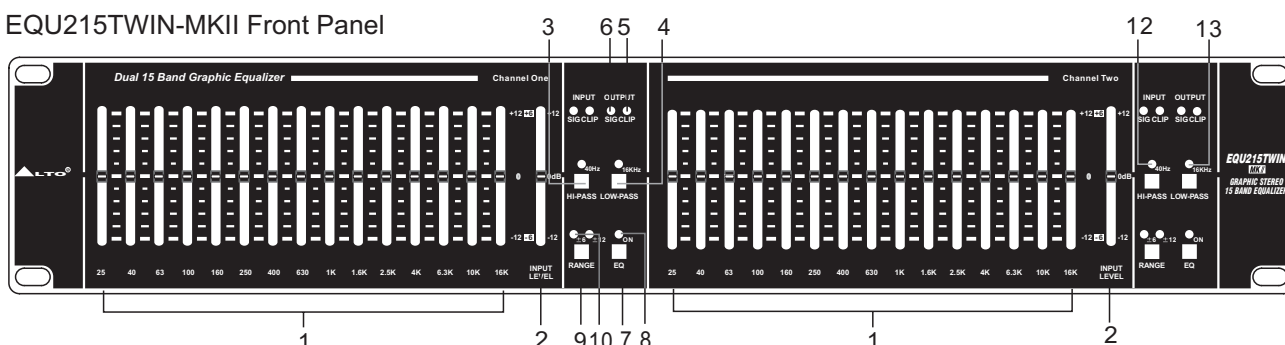 EQU215TWIN-MKII Front Panel
3 6 5 4 12 13
Dual 15 Band Graphic Equalizer Channel One Channel Two
INPUT OUTPUT INPUT OUTPUT
+12 +6 +12 SIG CLIP SIG CLIP +12 +6 +12 SIG CLIP SIG CLIP
40Hz 16KHz 40Hz 16KHz
ALTO® 0 0dB 0 0dB
HI-PASS LOW-PASS HI-PASS LOW-PASS
EQU215TWIN
GRAPHIC STEREO
15 BAND EQUALIZER
-12 +6 -12 ±6 ±12 ON -12 +6 -12 ±6 ±12 ON
RANGE EQ RANGE EQ
25 40 63 100 160 250 400 630 1K 1.6K 2.5K 4K 6.3K 10K 16K INPUT LEVEL 25 40 63 100 160 250 400 630 1K 1.6K 2.5K 4K 6.3K 10K 16K INPUT LEVEL
1 2 9 10 7 8 1 2